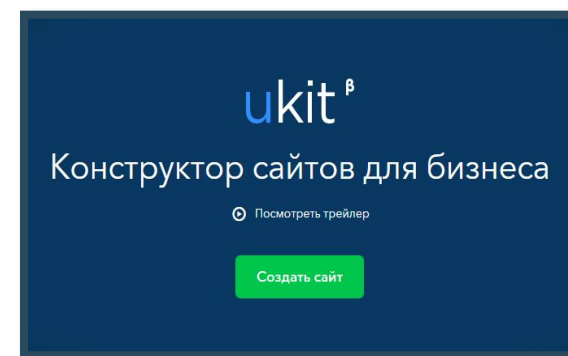 ukit β
Конструктор сайтов для бизнеса
Посмотреть трейлер
Создать сайт